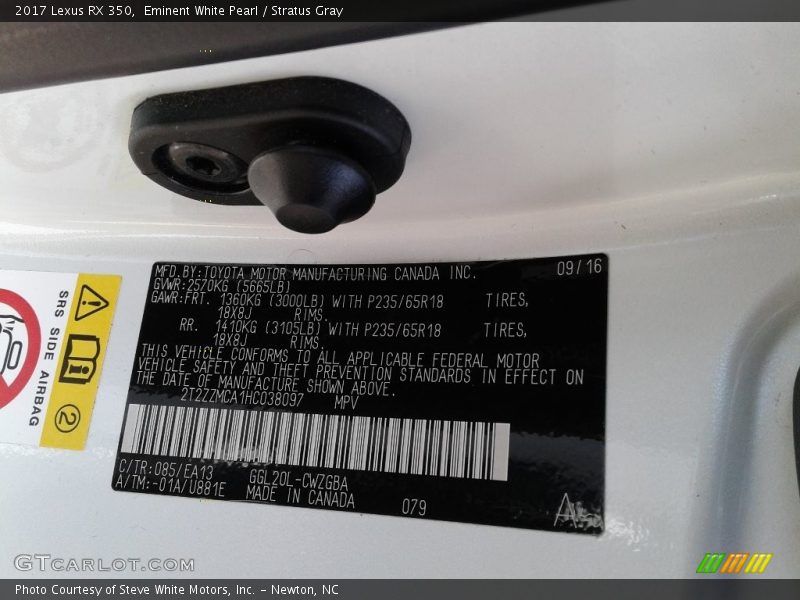 2017 Lexus RX 350, Eminent White Pearl / Stratus Gray
MFD. BY: TOYOTA MOTOR MANUFACTURING CANADA INC. 09/16
GVWR: 2570KG (5665LB)
GAWR: FRT. 1360KG (3000LB) WITH P235/65R18 TIRES,
18X8J RIMS.
RR. 1410KG (3105LB) WITH P235/65R18 TIRES,
18X8J RIMS.
THIS VEHICLE CONFORMS TO ALL APPLICABLE FEDERAL MOTOR
VEHICLE SAFETY AND THEFT PREVENTION STANDARDS IN EFFECT ON
THE DATE OF MANUFACTURE SHOWN ABOVE.
2T2ZZMCA1HC038097 MPV
C/TR: 085/EA13 GGL20L-CWZGBA
A/TM: -01A/U881E MADE IN CANADA 079
SRS SIDE AIRBAG
2
GTCARLOT.COM
Photo Courtesy of Steve White Motors, Inc. – Newton, NC